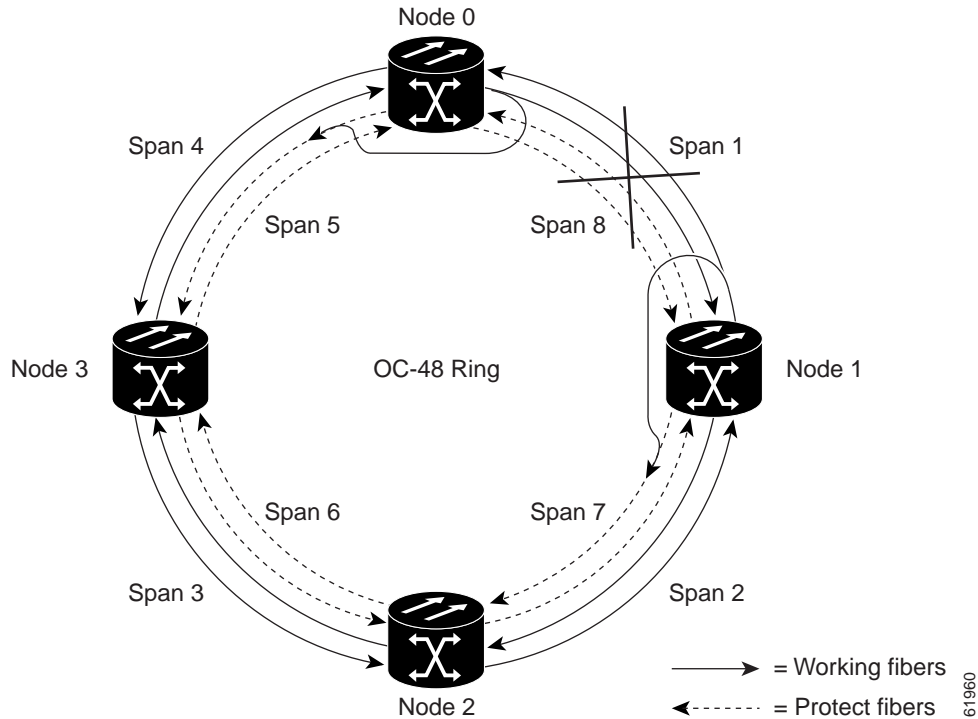 Node 0
Span 4
Span 1
Span 5
Span 8
Node 3
OC-48 Ring
Node 1
Span 6
Span 7
Span 3
Span 2
Node 2
= Working fibers
= Protect fibers
61960